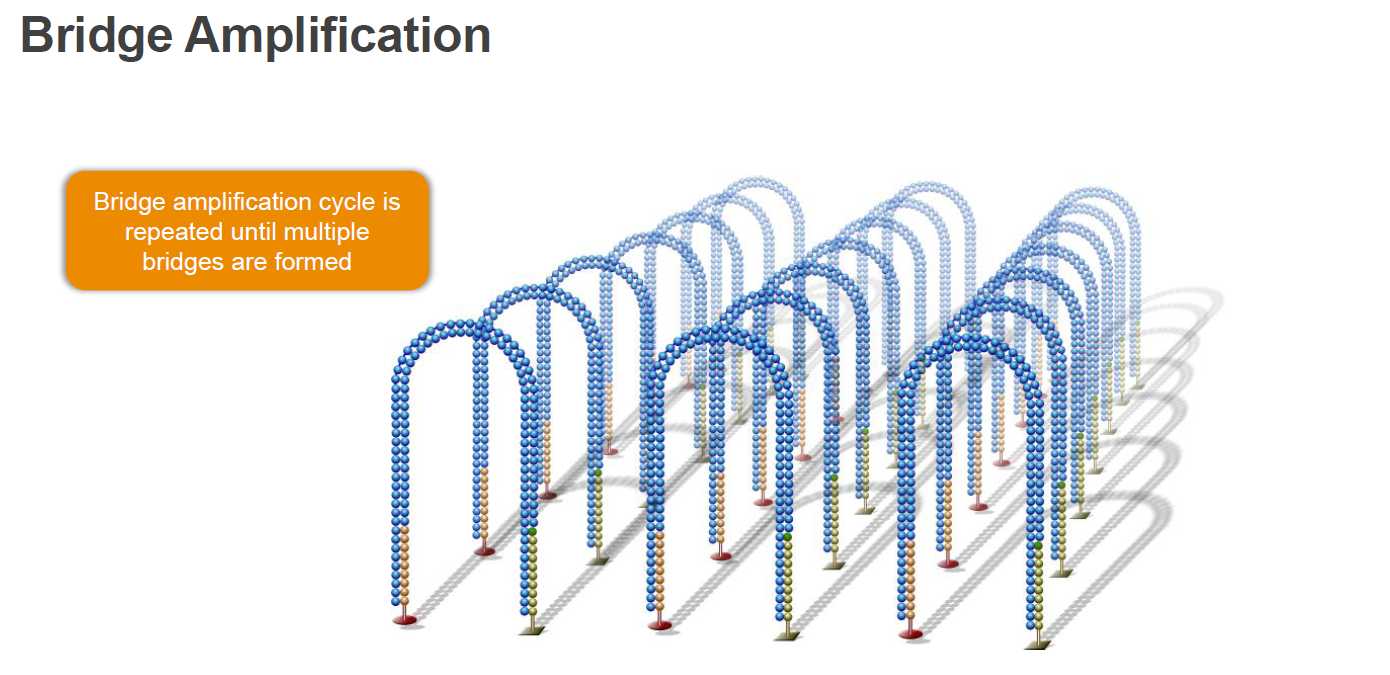 Bridge Amplification
Bridge amplification cycle is
repeated until multiple
bridges are formed